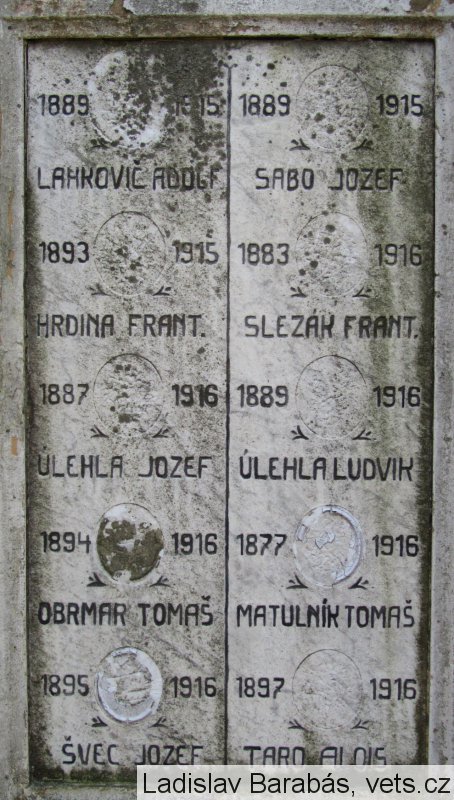 1889 1915 1889 1915
LAHKOVIČ ADOLF SABO JOZEF
1893 1915 1883 1916
HRDINA FRANT. SLEZÁK FRANT.
1887 1916 1889 1916
ÚLEHLA JOZEF ÚLEHLA LUDVIK
1894 1916 1877 1916
OBRMAR TOMAŠ MATULNÍK TOMAŠ
1895 1916 1897 1916
ŠVEC JOZEF ALOIS
Ladislav Barabás, vets.cz